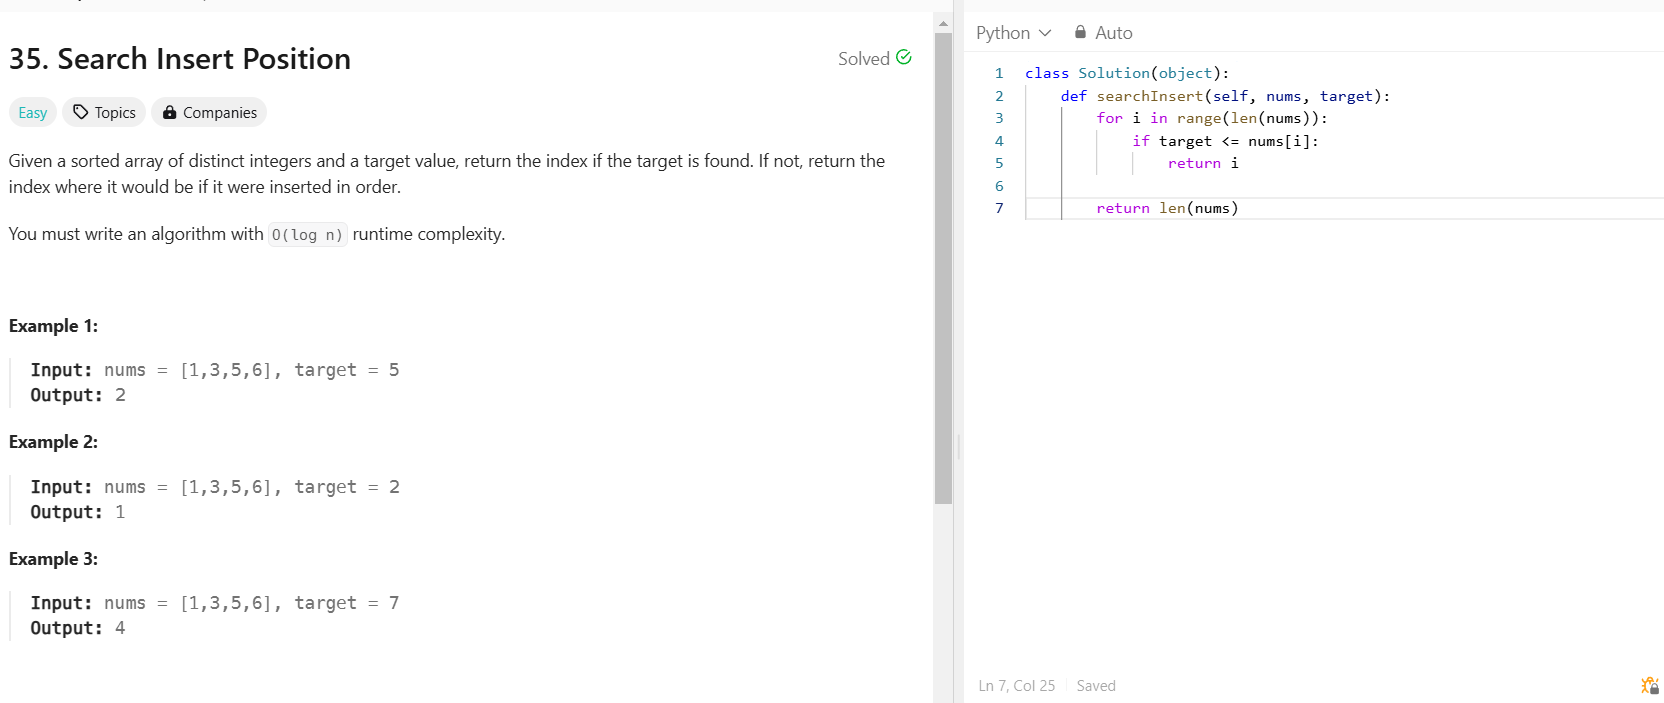 35. Search Insert Position
Solved
Easy Topics Companies
Given a sorted array of distinct integers and a target value, return the index if the target is found. If not, return the
index where it would be if it were inserted in order.
You must write an algorithm with O(log n) runtime complexity.
Example 1:
Input: nums = [1,3,5,6], target = 5
Output: 2
Example 2:
Input: nums = [1,3,5,6], target = 2
Output: 1
Example 3:
Input: nums = [1,3,5,6], target = 7
Output: 4
Python Auto
1 class Solution(object):
2 def searchInsert(self, nums, target):
3 for i in range(len(nums)):
4 if target <= nums[i]:
5 return i
6
7 return len(nums)
Ln 7, Col 25 Saved